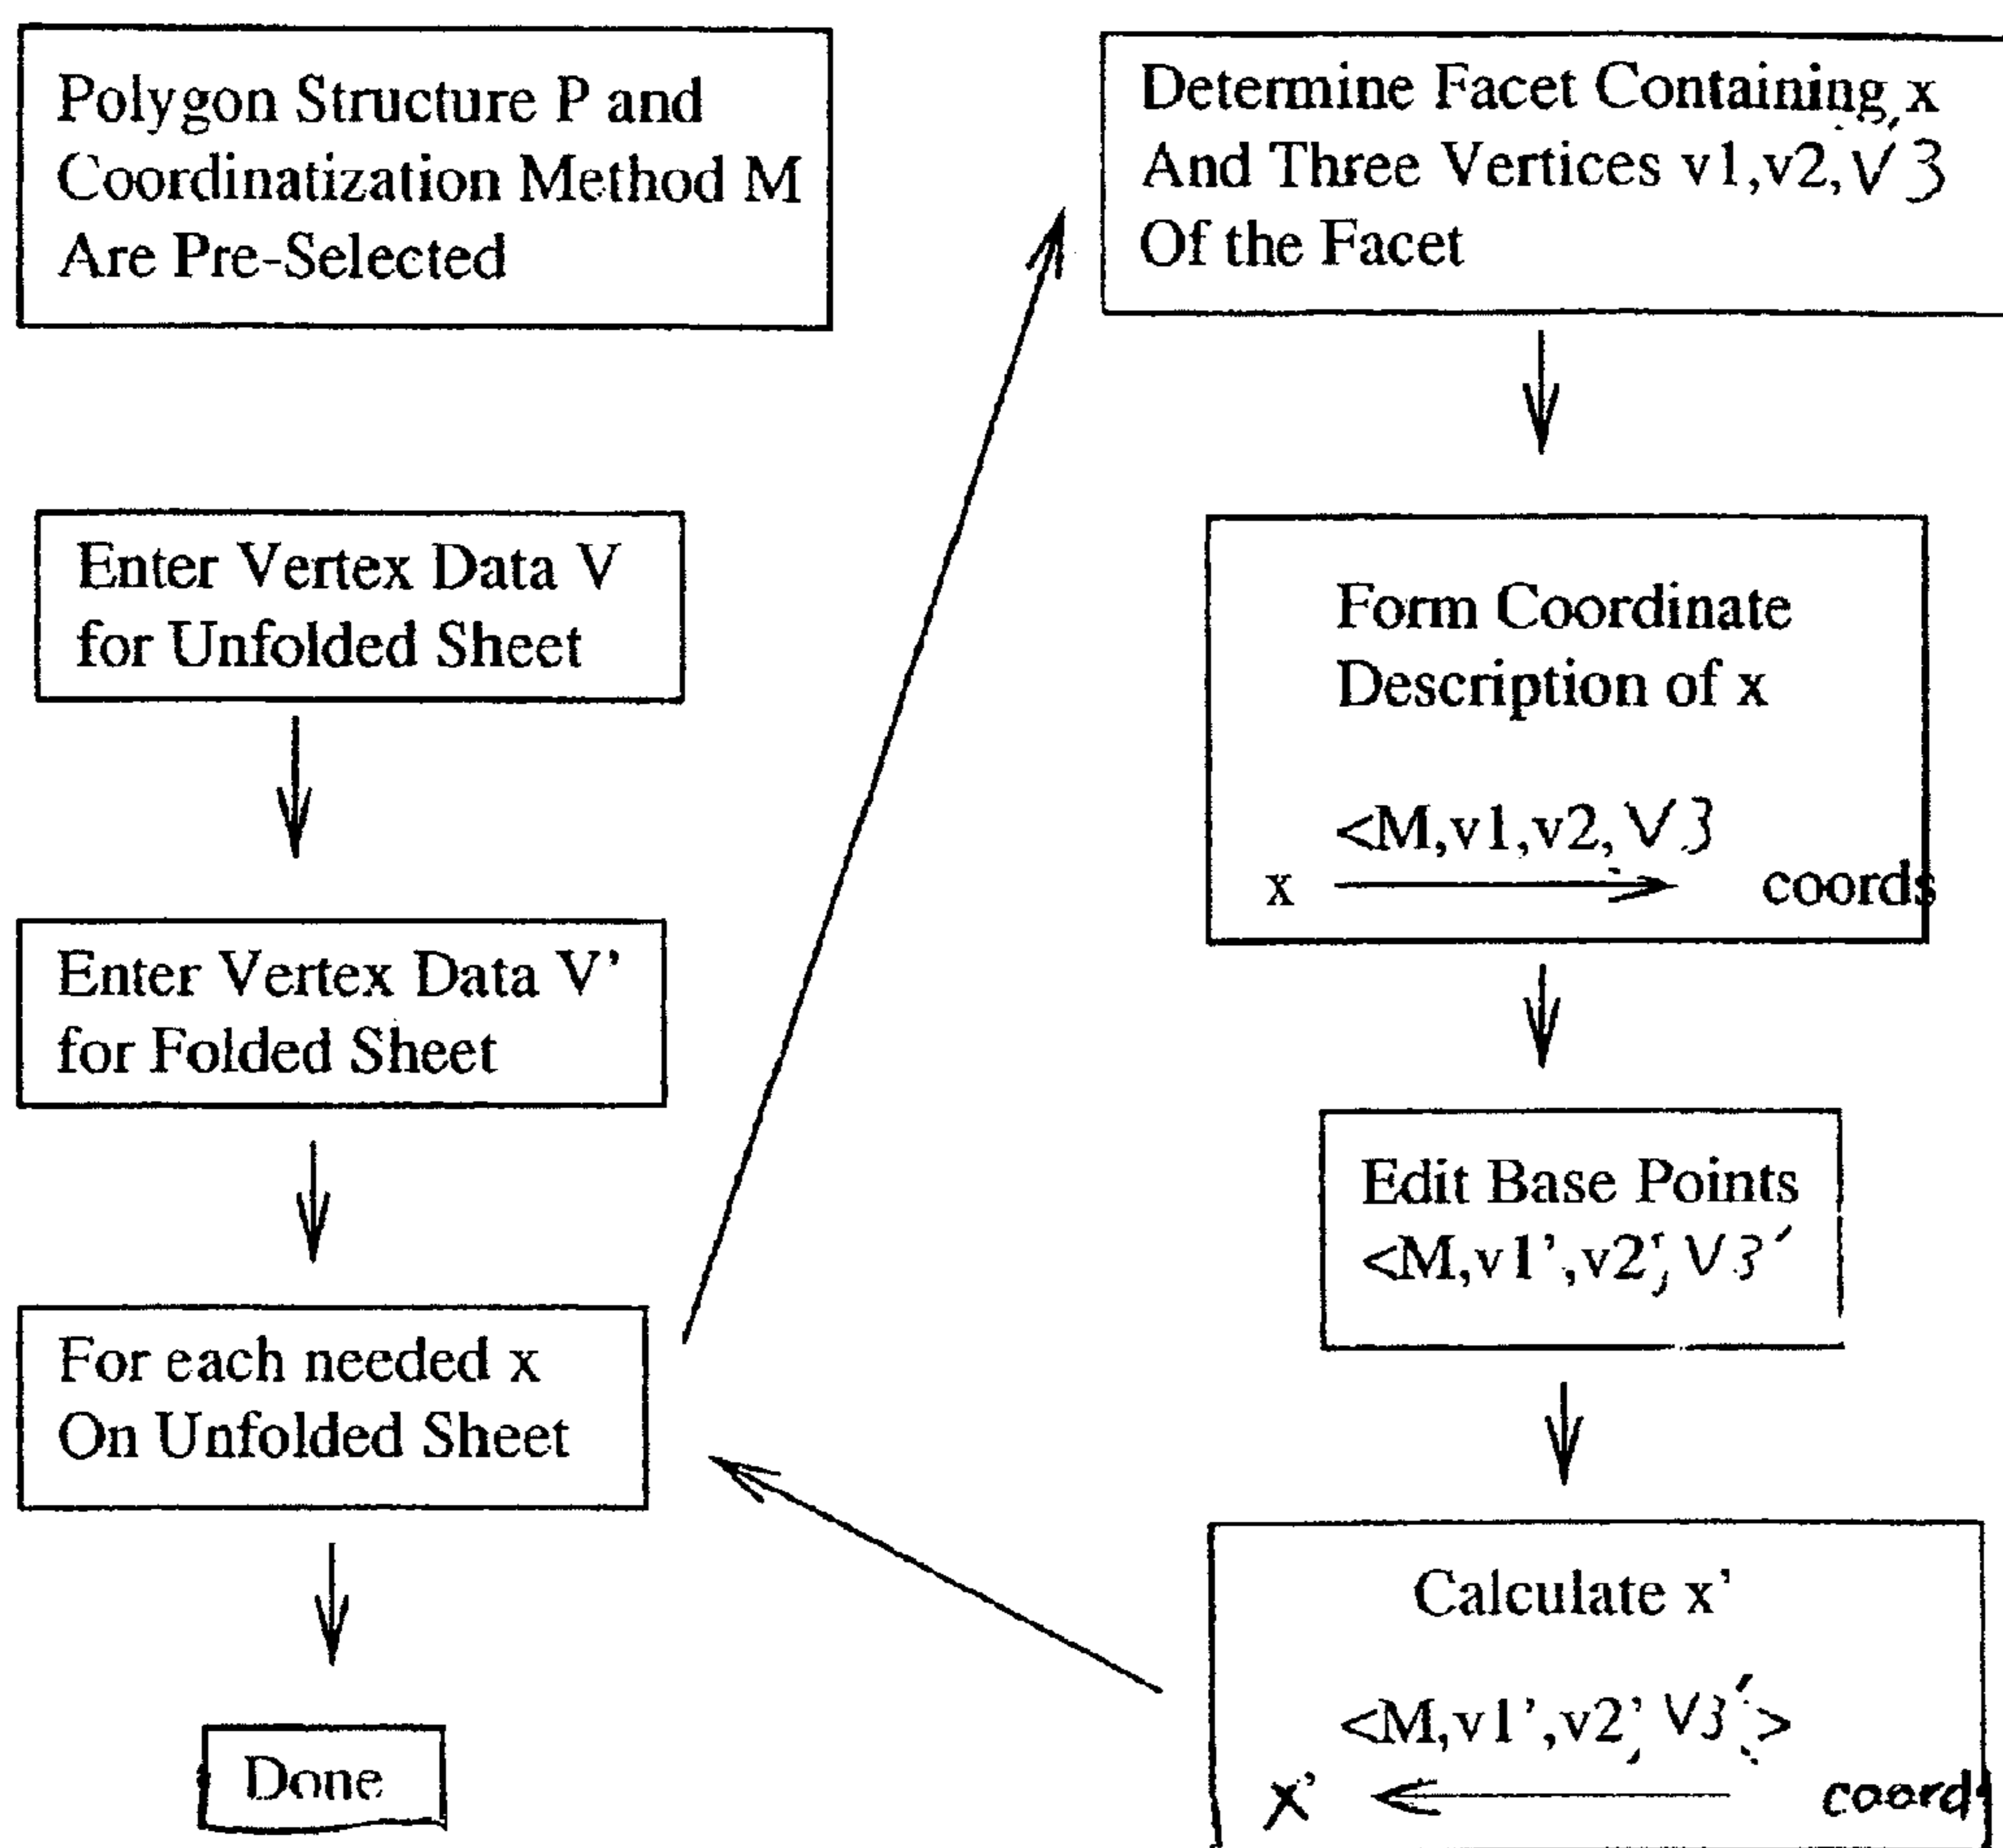 Polygon Structure P and
Coordinatization Method M
Are Pre-Selected
Enter Vertex Data V
for Unfolded Sheet
Enter Vertex Data V'
for Folded Sheet
For each needed x
On Unfolded Sheet
Done
Determine Facet Containing x
And Three Vertices v1,v2,V3
Of the Facet
Form Coordinate
Description of x
<M,v1,v2,V3
x coords
Edit Base Points
<M,v1',v2',V3'
Calculate x'
<M,v1',v2',V3'>
x' coords